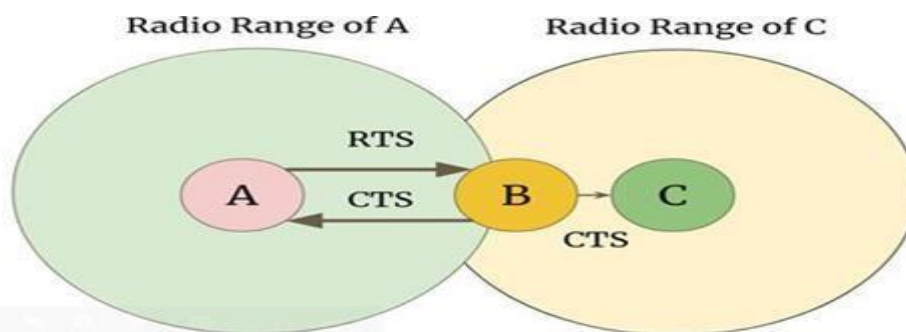 Radio Range of A
Radio Range of C
RTS
A
CTS
B
C
CTS